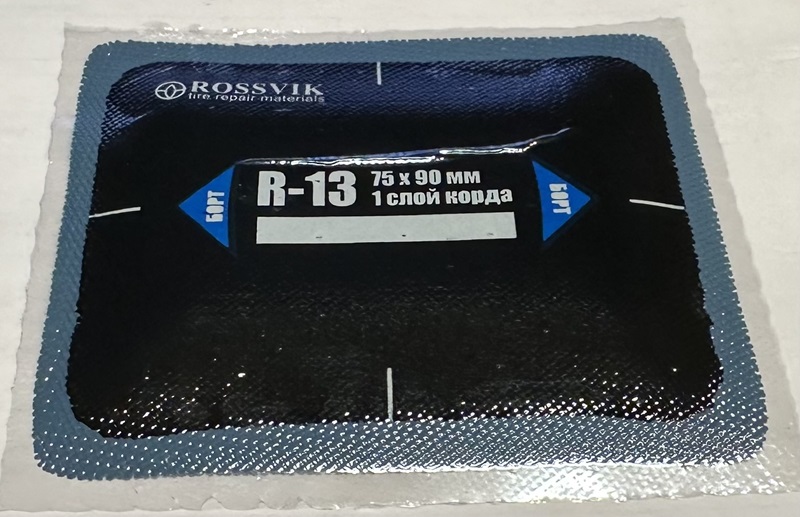 ROSSVIK
tire repair materials
R-13
75 x 90 мм
1 слой корда
БОРТ
БОРТ